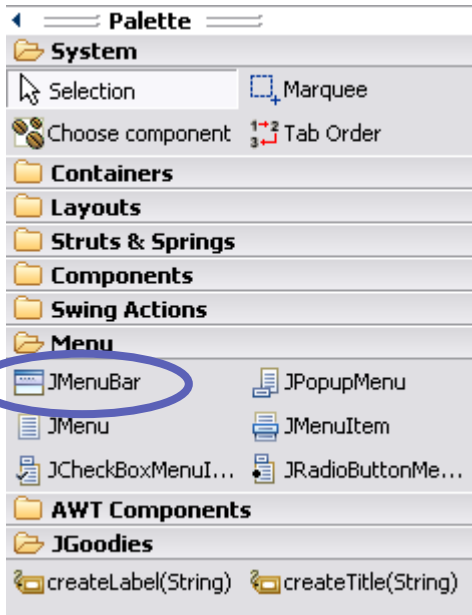 Palette
System
Selection
Marquee
Choose component
Tab Order
Containers
Layouts
Struts & Springs
Components
Swing Actions
Menu
JMenuBar
JPopupMenu
JMenu
JMenuItem
JCheckBoxMenuI...
JRadioButtonMe...
AWT Components
JGoodies
createLabel(String)
createTitle(String)